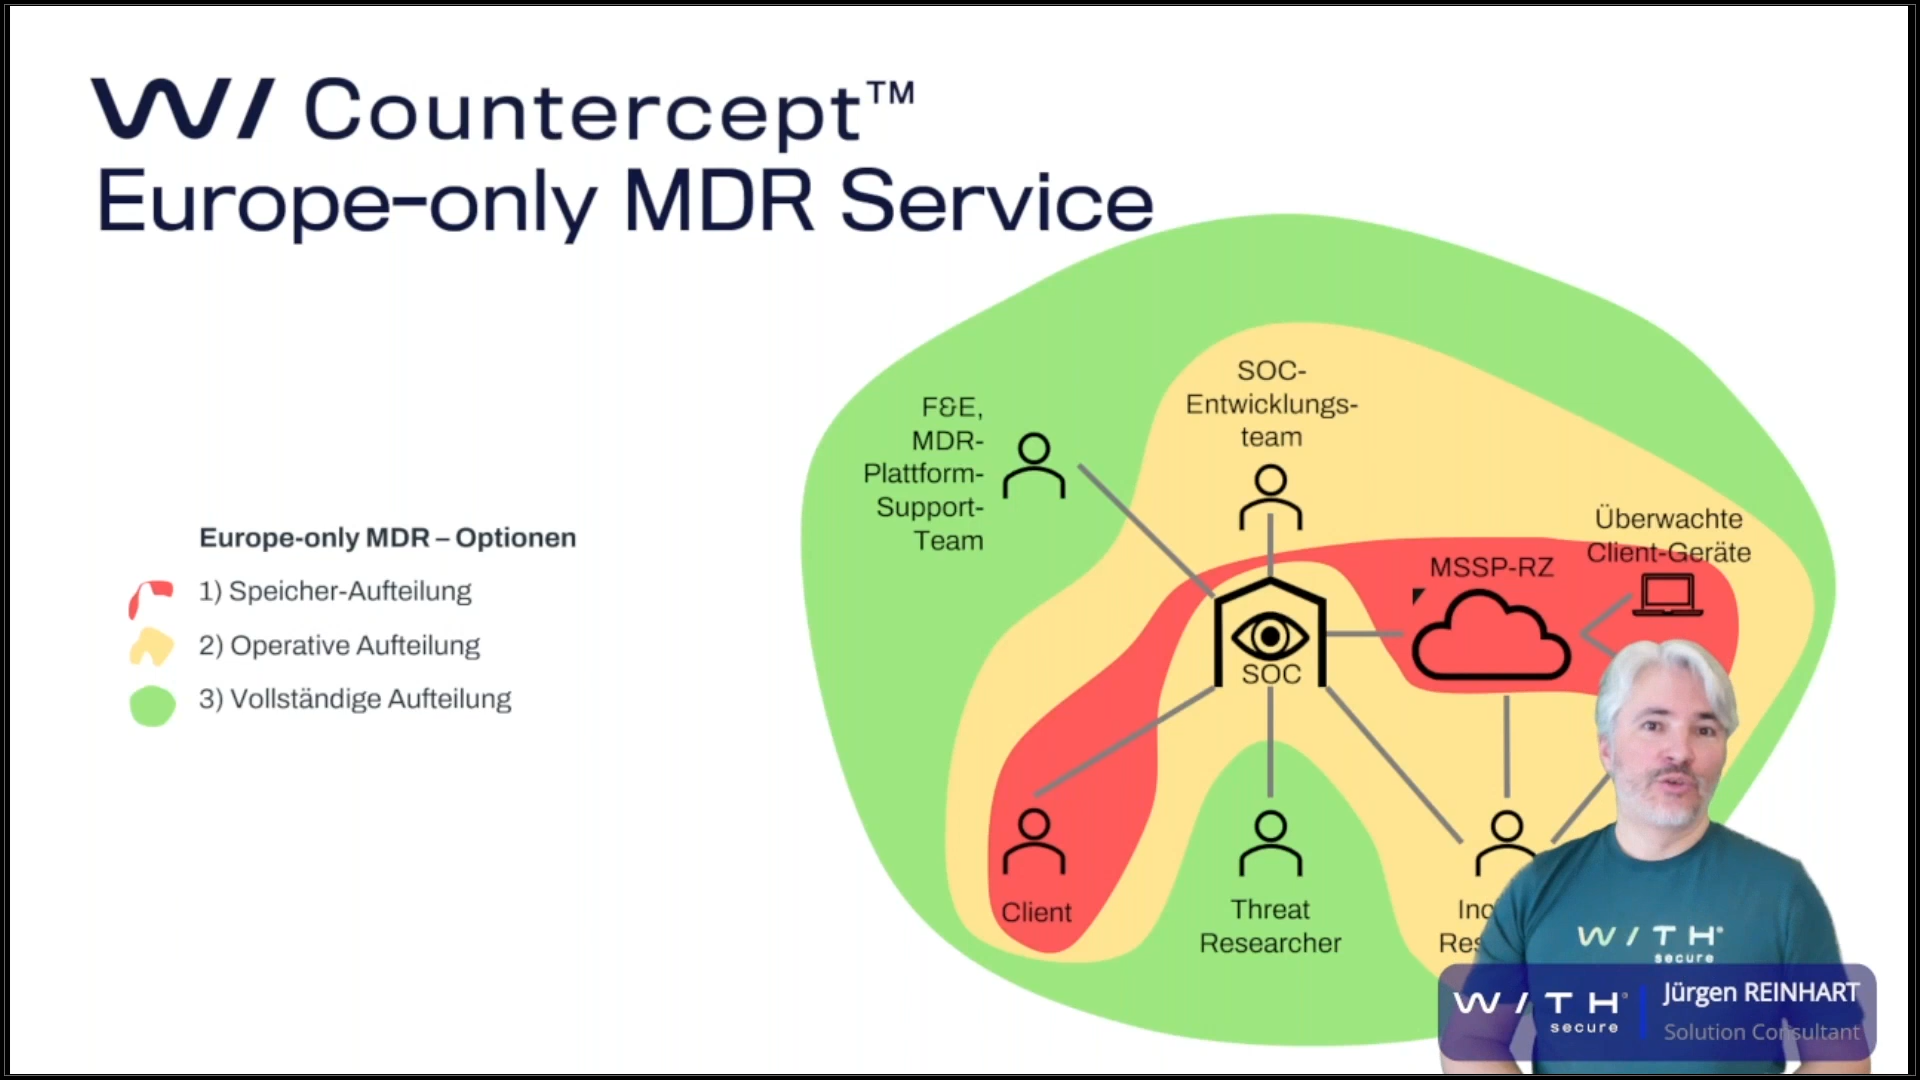 W/ Countercept™
Europe-only MDR Service
Europe-only MDR – Optionen
1) Speicher-Aufteilung
2) Operative Aufteilung
3) Vollständige Aufteilung
F&E,
MDR-
Plattform-
Support-
Team
SOC-
Entwicklungs-
team
Überwachte
Client-Geräte
MSSP-RZ
SOC
Client
Threat
Researcher
W/TH®
secure
W/TH®
secure
Jürgen REINHART
Solution Consultant